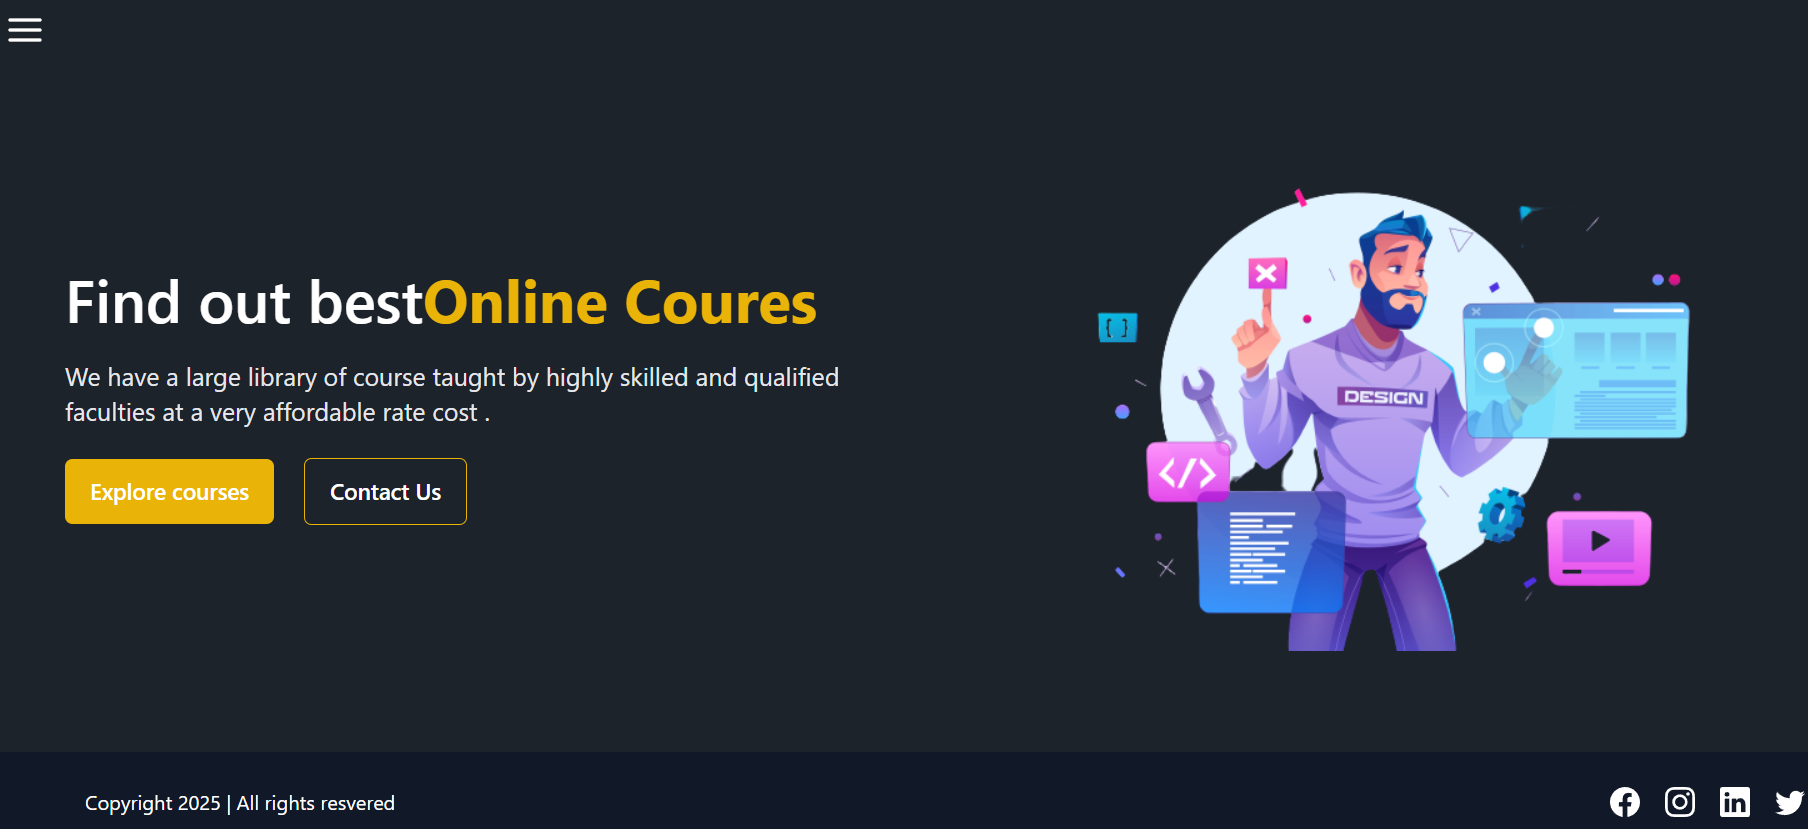 Find out bestOnline Coures
We have a large library of course taught by highly skilled and qualified
faculties at a very affordable rate cost .
Explore courses
Contact Us
{ }
DESIGN
</>
Copyright 2025 | All rights resvered
in